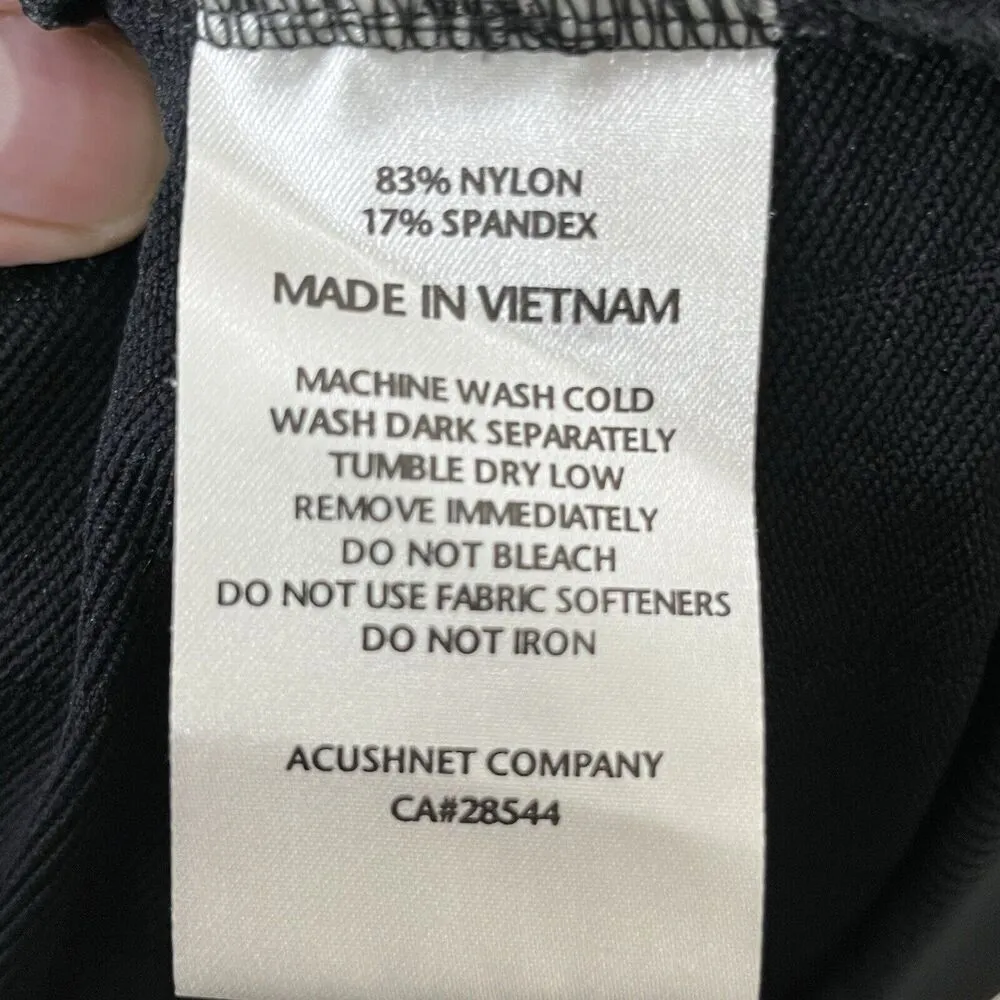 83% NYLON
17% SPANDEX
MADE IN VIETNAM
MACHINE WASH COLD
WASH DARK SEPARATELY
TUMBLE DRY LOW
REMOVE IMMEDIATELY
DO NOT BLEACH
DO NOT USE FABRIC SOFTENERS
DO NOT IRON
ACUSHNET COMPANY
CA#28544